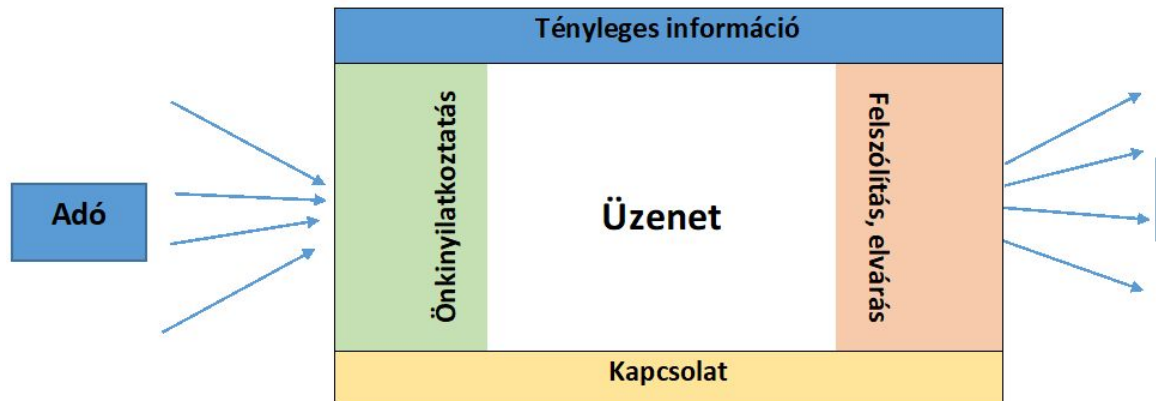 Tényleges információ
Adó
Önkinyilatkoztatás
Üzenet
Felszólítás, elvárás
Kapcsolat